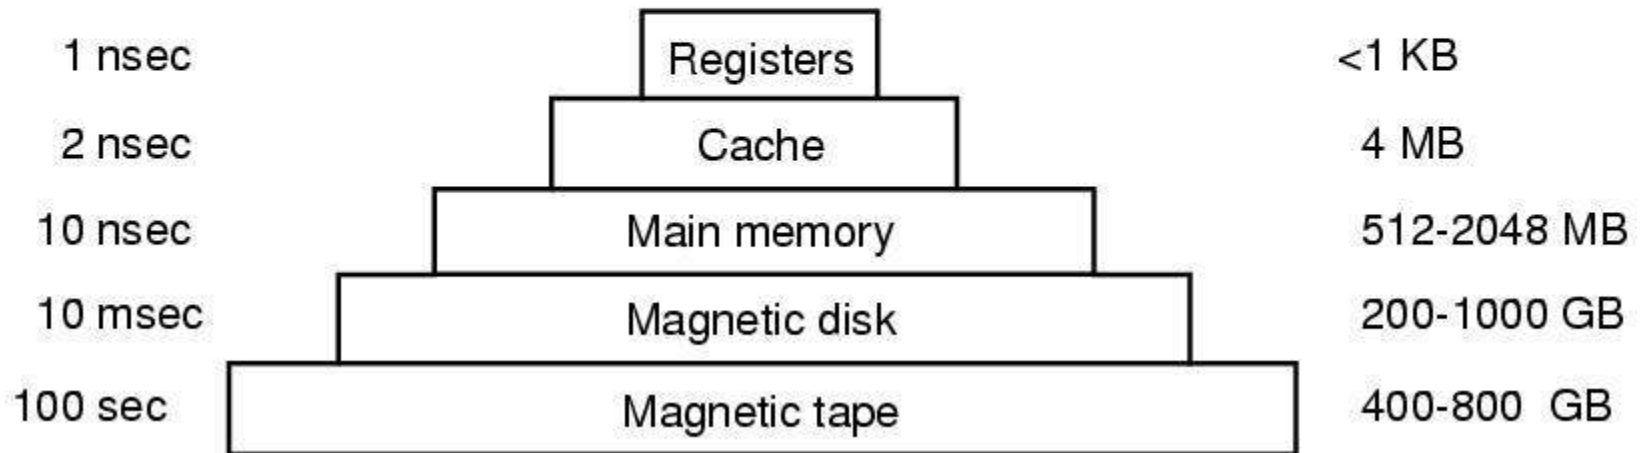 1 nsec Registers <1 KB
2 nsec Cache 4 MB
10 nsec Main memory 512-2048 MB
10 msec Magnetic disk 200-1000 GB
100 sec Magnetic tape 400-800 GB